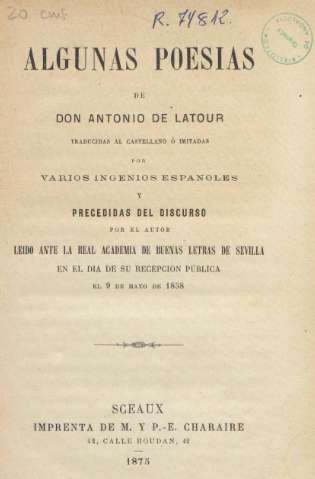 20 cms
R. 74812.
ALGUNAS POESIAS
DE
DON ANTONIO DE LATOUR
TRADUCIDAS AL CASTELLANO Ó IMITADAS
POR
VARIOS INGENIOS ESPAÑOLES
Y
PRECEDIDAS DEL DISCURSO
POR EL AUTOR
LEIDO ANTE LA REAL ACADEMIA DE BUENAS LETRAS DE SEVILLA
EN EL DIA DE SU RECEPCION PÚBLICA
EL 9 DE MAYO DE 1858
SCEAUX
IMPRENTA DE M. Y P.-E. CHARAIRE
42, CALLE HOUDAN, 42
1875